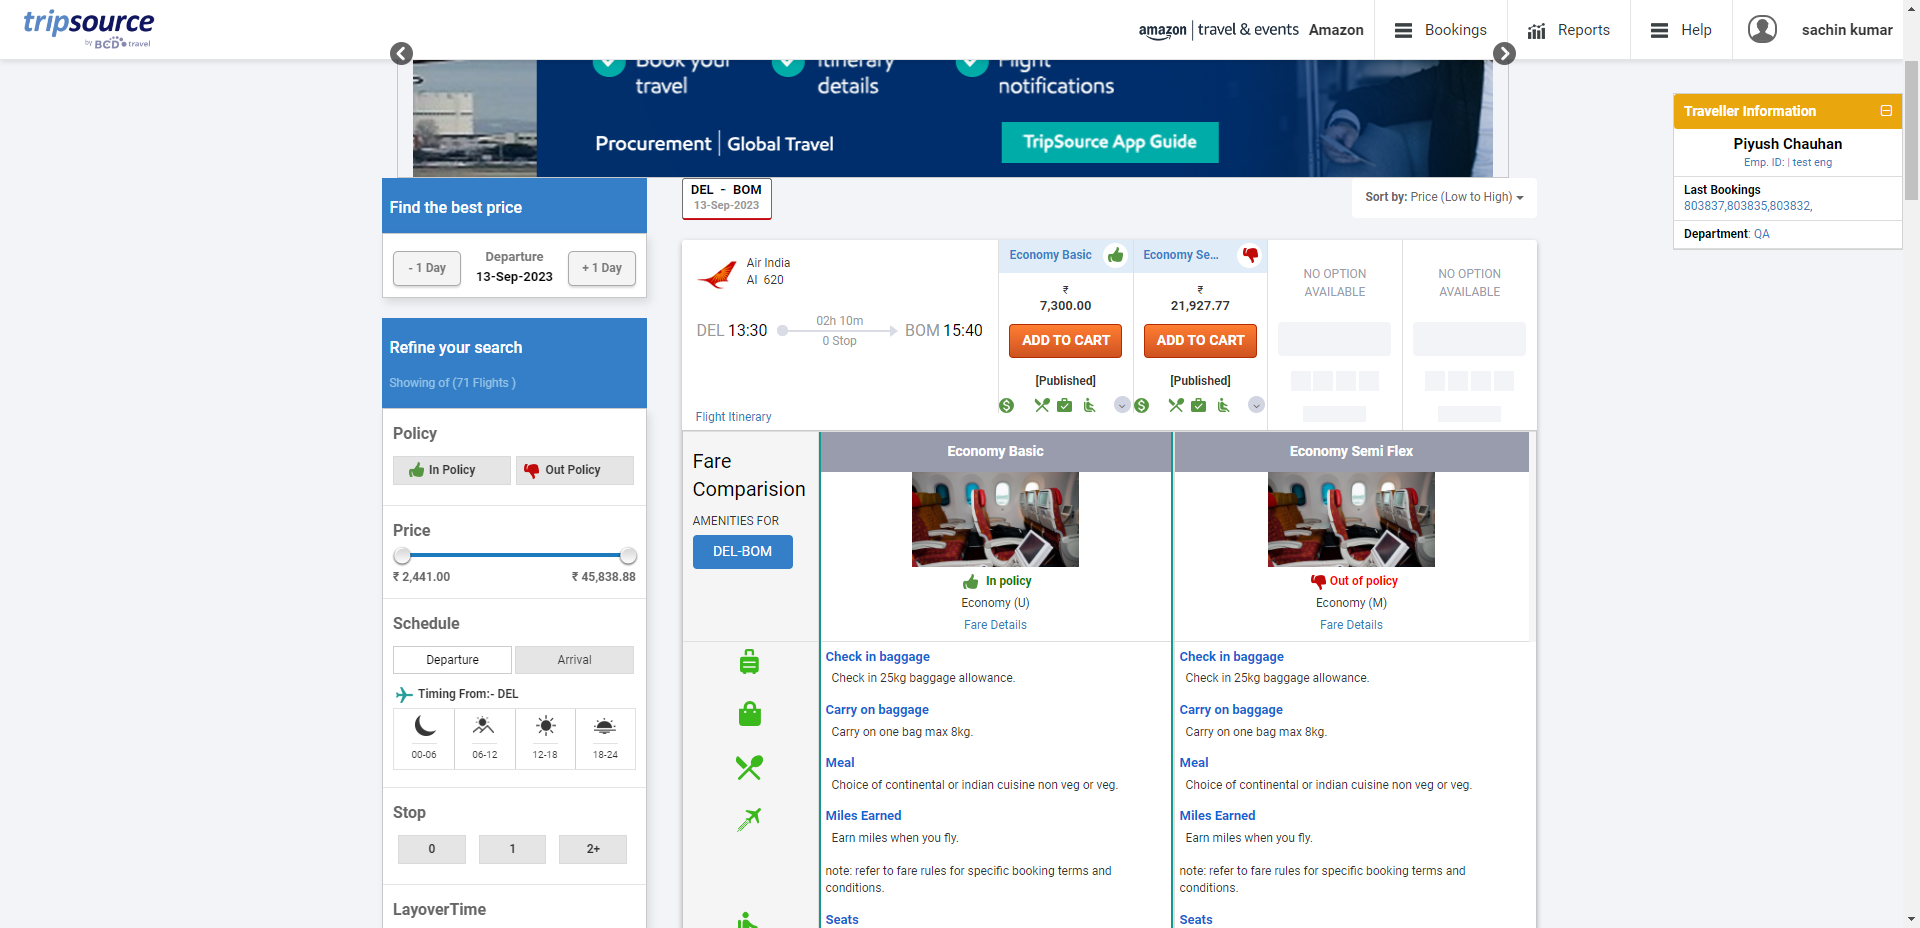 tripsource
by BCD travel
amazon | travel & events Amazon
Bookings
Reports
Help
sachin kumar
Book your
travel
Itinerary
details
Flight
notifications
Procurement | Global Travel
TripSource App Guide
Traveller Information
Piyush Chauhan
Emp. ID: | test eng
Last Bookings
803837,803835,803832,
Department: QA
Find the best price
- 1 Day
Departure
13-Sep-2023
+ 1 Day
Refine your search
Showing of (71 Flights )
Policy
In Policy
Out Policy
Price
₹ 2,441.00
₹ 45,838.88
Schedule
Departure
Arrival
Timing From:- DEL
00-06
06-12
12-18
18-24
Stop
0
1
2+
LayoverTime
DEL - BOM
13-Sep-2023
Sort by: Price (Low to High)
Air India
AI 620
DEL 13:30
02h 10m
0 Stop
BOM 15:40
Flight Itinerary
Economy Basic
₹
7,300.00
ADD TO CART
[Published]
Economy Se...
₹
21,927.77
ADD TO CART
[Published]
NO OPTION
AVAILABLE
NO OPTION
AVAILABLE
Fare
Comparision
AMENITIES FOR
DEL-BOM
Economy Basic
In policy
Economy (U)
Fare Details
Economy Semi Flex
Out of policy
Economy (M)
Fare Details
Check in baggage
Check in 25kg baggage allowance.
Carry on baggage
Carry on one bag max 8kg.
Meal
Choice of continental or indian cuisine non veg or veg.
Miles Earned
Earn miles when you fly.
note: refer to fare rules for specific booking terms and
conditions.
Seats
Check in baggage
Check in 25kg baggage allowance.
Carry on baggage
Carry on one bag max 8kg.
Meal
Choice of continental or indian cuisine non veg or veg.
Miles Earned
Earn miles when you fly.
note: refer to fare rules for specific booking terms and
conditions.
Seats